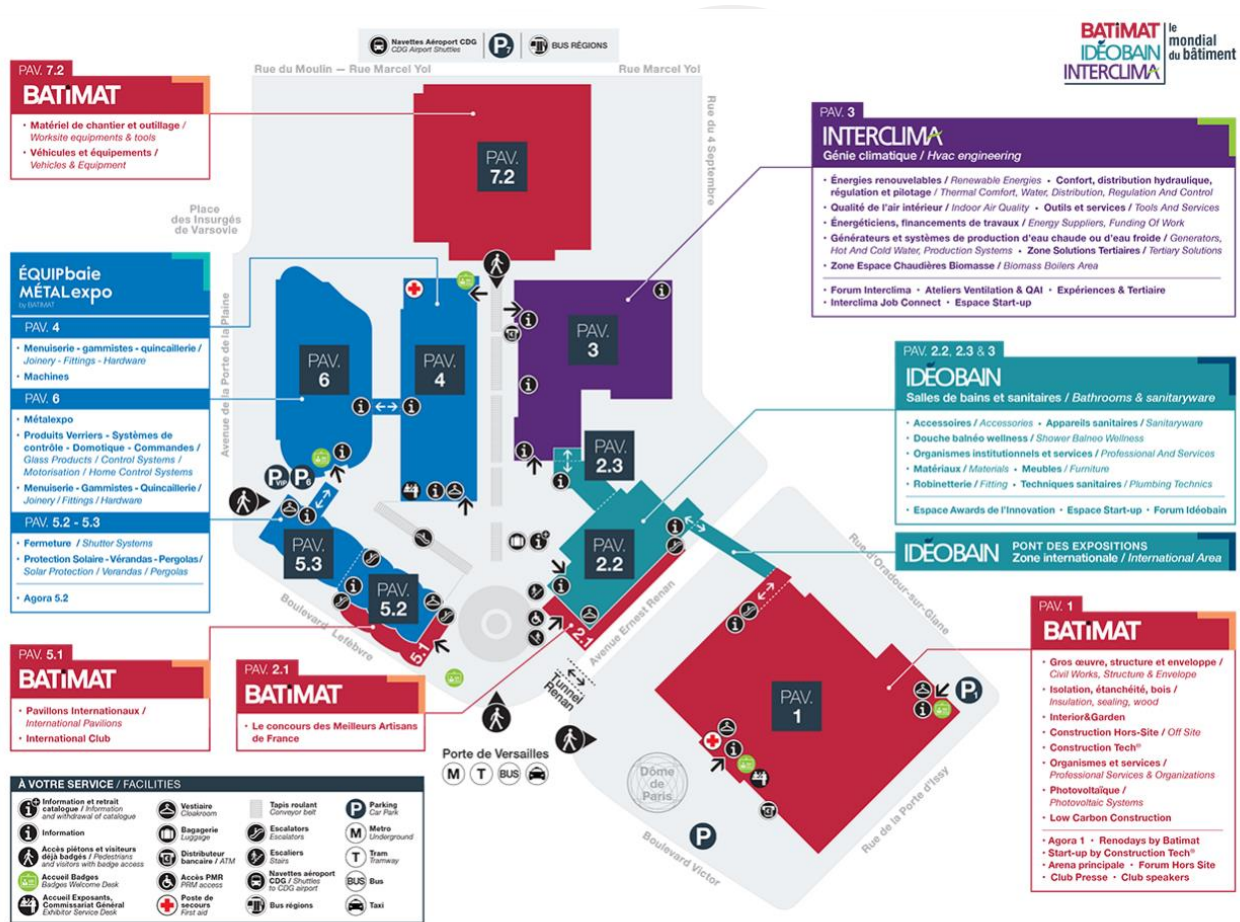 Navettes Aéroport CDG
CDG Airport Shuttles
P7
BUS RÉGIONS
BATIMAT
IDÉOBAIN
INTERCLIMA
le
mondial
du bâtiment
Rue du Moulin – Rue Marcel Yol
Rue Marcel Yol
Rue du 4 Septembre
Place
des Insurgés
de Varsovie
Avenue de la Porte de la Plaine
PAV. 7.2
BATIMAT
• Matériel de chantier et outillage /
Worksite equipments & tools
• Véhicules et équipements /
Vehicles & Equipment
ÉQUIPbaie
MÉTALexpo
by BATIMAT
PAV. 4
• Menuiserie - gammistes - quincaillerie /
Joinery - Fittings - Hardware
• Machines
PAV. 6
• Métalexpo
• Produits Verriers - Systèmes de
contrôle - Domotique - Commandes /
Glass Products / Control Systems /
Motorisation / Home Control Systems
• Menuiserie - Gammistes - Quincaillerie /
Joinery / Fittings / Hardware
PAV. 5.2 - 5.3
• Fermeture / Shutter Systems
• Protection Solaire - Vérandas - Pergolas /
Solar Protection / Verandas / Pergolas
• Agora 5.2
PAV. 5.1
BATIMAT
• Pavillons Internationaux /
International Pavilions
• International Club
PAV. 2.1
BATIMAT
• Le concours des Meilleurs Artisans
de France
PAV. 3
INTERCLIMA
Génie climatique / Hvac engineering
• Énergies renouvelables / Renewable Energies • Confort, distribution hydraulique,
régulation et pilotage / Thermal Comfort, Water, Distribution, Regulation And Control
• Qualité de l'air intérieur / Indoor Air Quality • Outils et services / Tools And Services
• Énergéticiens, financements de travaux / Energy Suppliers, Funding Of Work
• Générateurs et systèmes de production d'eau chaude ou d'eau froide / Generators,
Hot And Cold Water, Production Systems • Zone Solutions Tertiaires / Tertiary Solutions
• Zone Espace Chaudières Biomasse / Biomass Boilers Area
• Forum Interclima • Ateliers Ventilation & QAI • Expériences & Tertiaire
• Interclima Job Connect • Espace Start-up
PAV. 2.2, 2.3 & 3
IDÉOBAIN
Salles de bains et sanitaires / Bathrooms & sanitaryware
• Accessoires / Accessories • Appareils sanitaires / Sanitaryware
• Douche balnéo wellness / Shower Balneo Wellness
• Organismes institutionnels et services / Professional And Services
• Matériaux / Materials • Meubles / Furniture
• Robinetterie / Fitting • Techniques sanitaires / Plumbing Technics
• Espace Awards de l'Innovation • Espace Start-up • Forum Idéobain
IDÉOBAIN
PONT DES EXPOSITIONS
Zone internationale / International Area
PAV. 1
BATIMAT
• Gros œuvre, structure et enveloppe /
Civil Works, Structure & Envelope
• Isolation, étanchéité, bois /
Insulation, sealing, wood
• Interior&Garden
• Construction Hors-Site / Off Site
• Construction Tech®
• Organismes et services /
Professional Services & Organizations
• Photovoltaïque /
Photovoltaic Systems
• Low Carbon Construction
• Agora 1 • Renodays by Batimat
• Start-up by Construction Tech®
• Arena principale • Forum Hors Site
• Club Presse • Club speakers
PAV.
7.2
PAV.
6
PAV.
4
PAV.
3
PAV.
2.3
PAV.
2.2
2.1
PAV.
5.3
PAV.
5.2
5.1
PAV.
1
PVIP
P6
P1
P
Boulevard Lefèbvre
Avenue Ernest Renan
Rue d'Oradour-sur-Glane
Tunnel
Renan
Porte de Versailles
M
T
BUS
Dôme
de
Paris
Boulevard Victor
Rue de la Porte d'Issy
À VOTRE SERVICE / FACILITIES
Information et retrait
catalogue / Information
and withdrawal of catalogue
Information
Accès piétons et visiteurs
déjà badgés / Pedestrians
and visitors with badge access
Accueil Badges
Badges Welcome Desk
Accueil Exposants,
Commissariat Général
Exhibitor Service Desk
Vestiaire
Cloakroom
Bagagerie
Luggage
Distributeur
bancaire / ATM
Accès PMR
PRM access
Poste de
secours
First aid
Tapis roulant
Conveyor belt
Escalators
Escalators
Escaliers
Stairs
Navettes aéroport
CDG / Shuttles
to CDG airport
Bus régions
P
Parking
Car Park
M
Metro
Underground
T
Tram
Tramway
BUS
Bus
Taxi